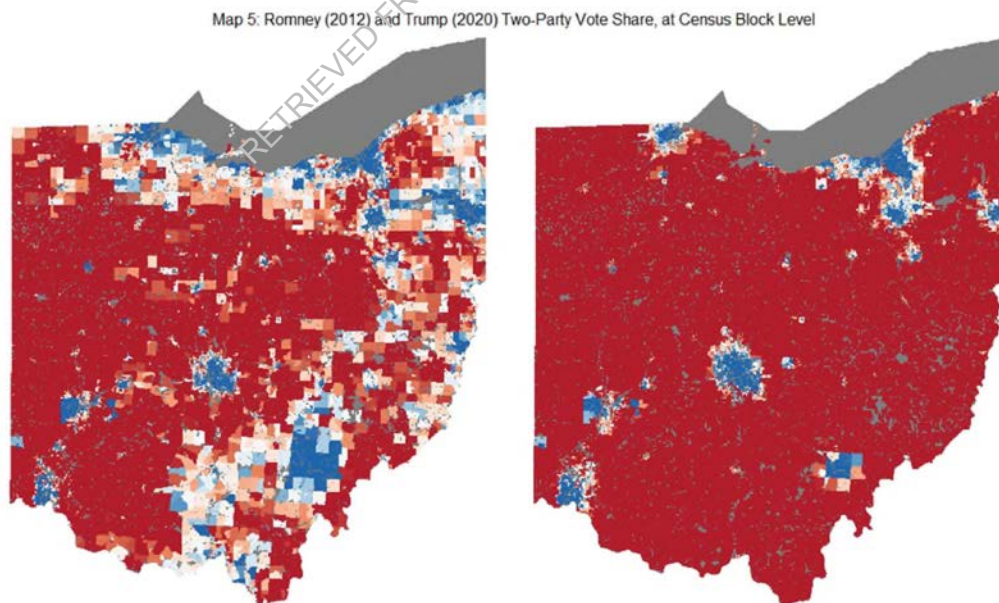 Map 5: Romney (2012) and Trump (2020) Two-Party Vote Share, at Census Block Level
RETRIEVED FR